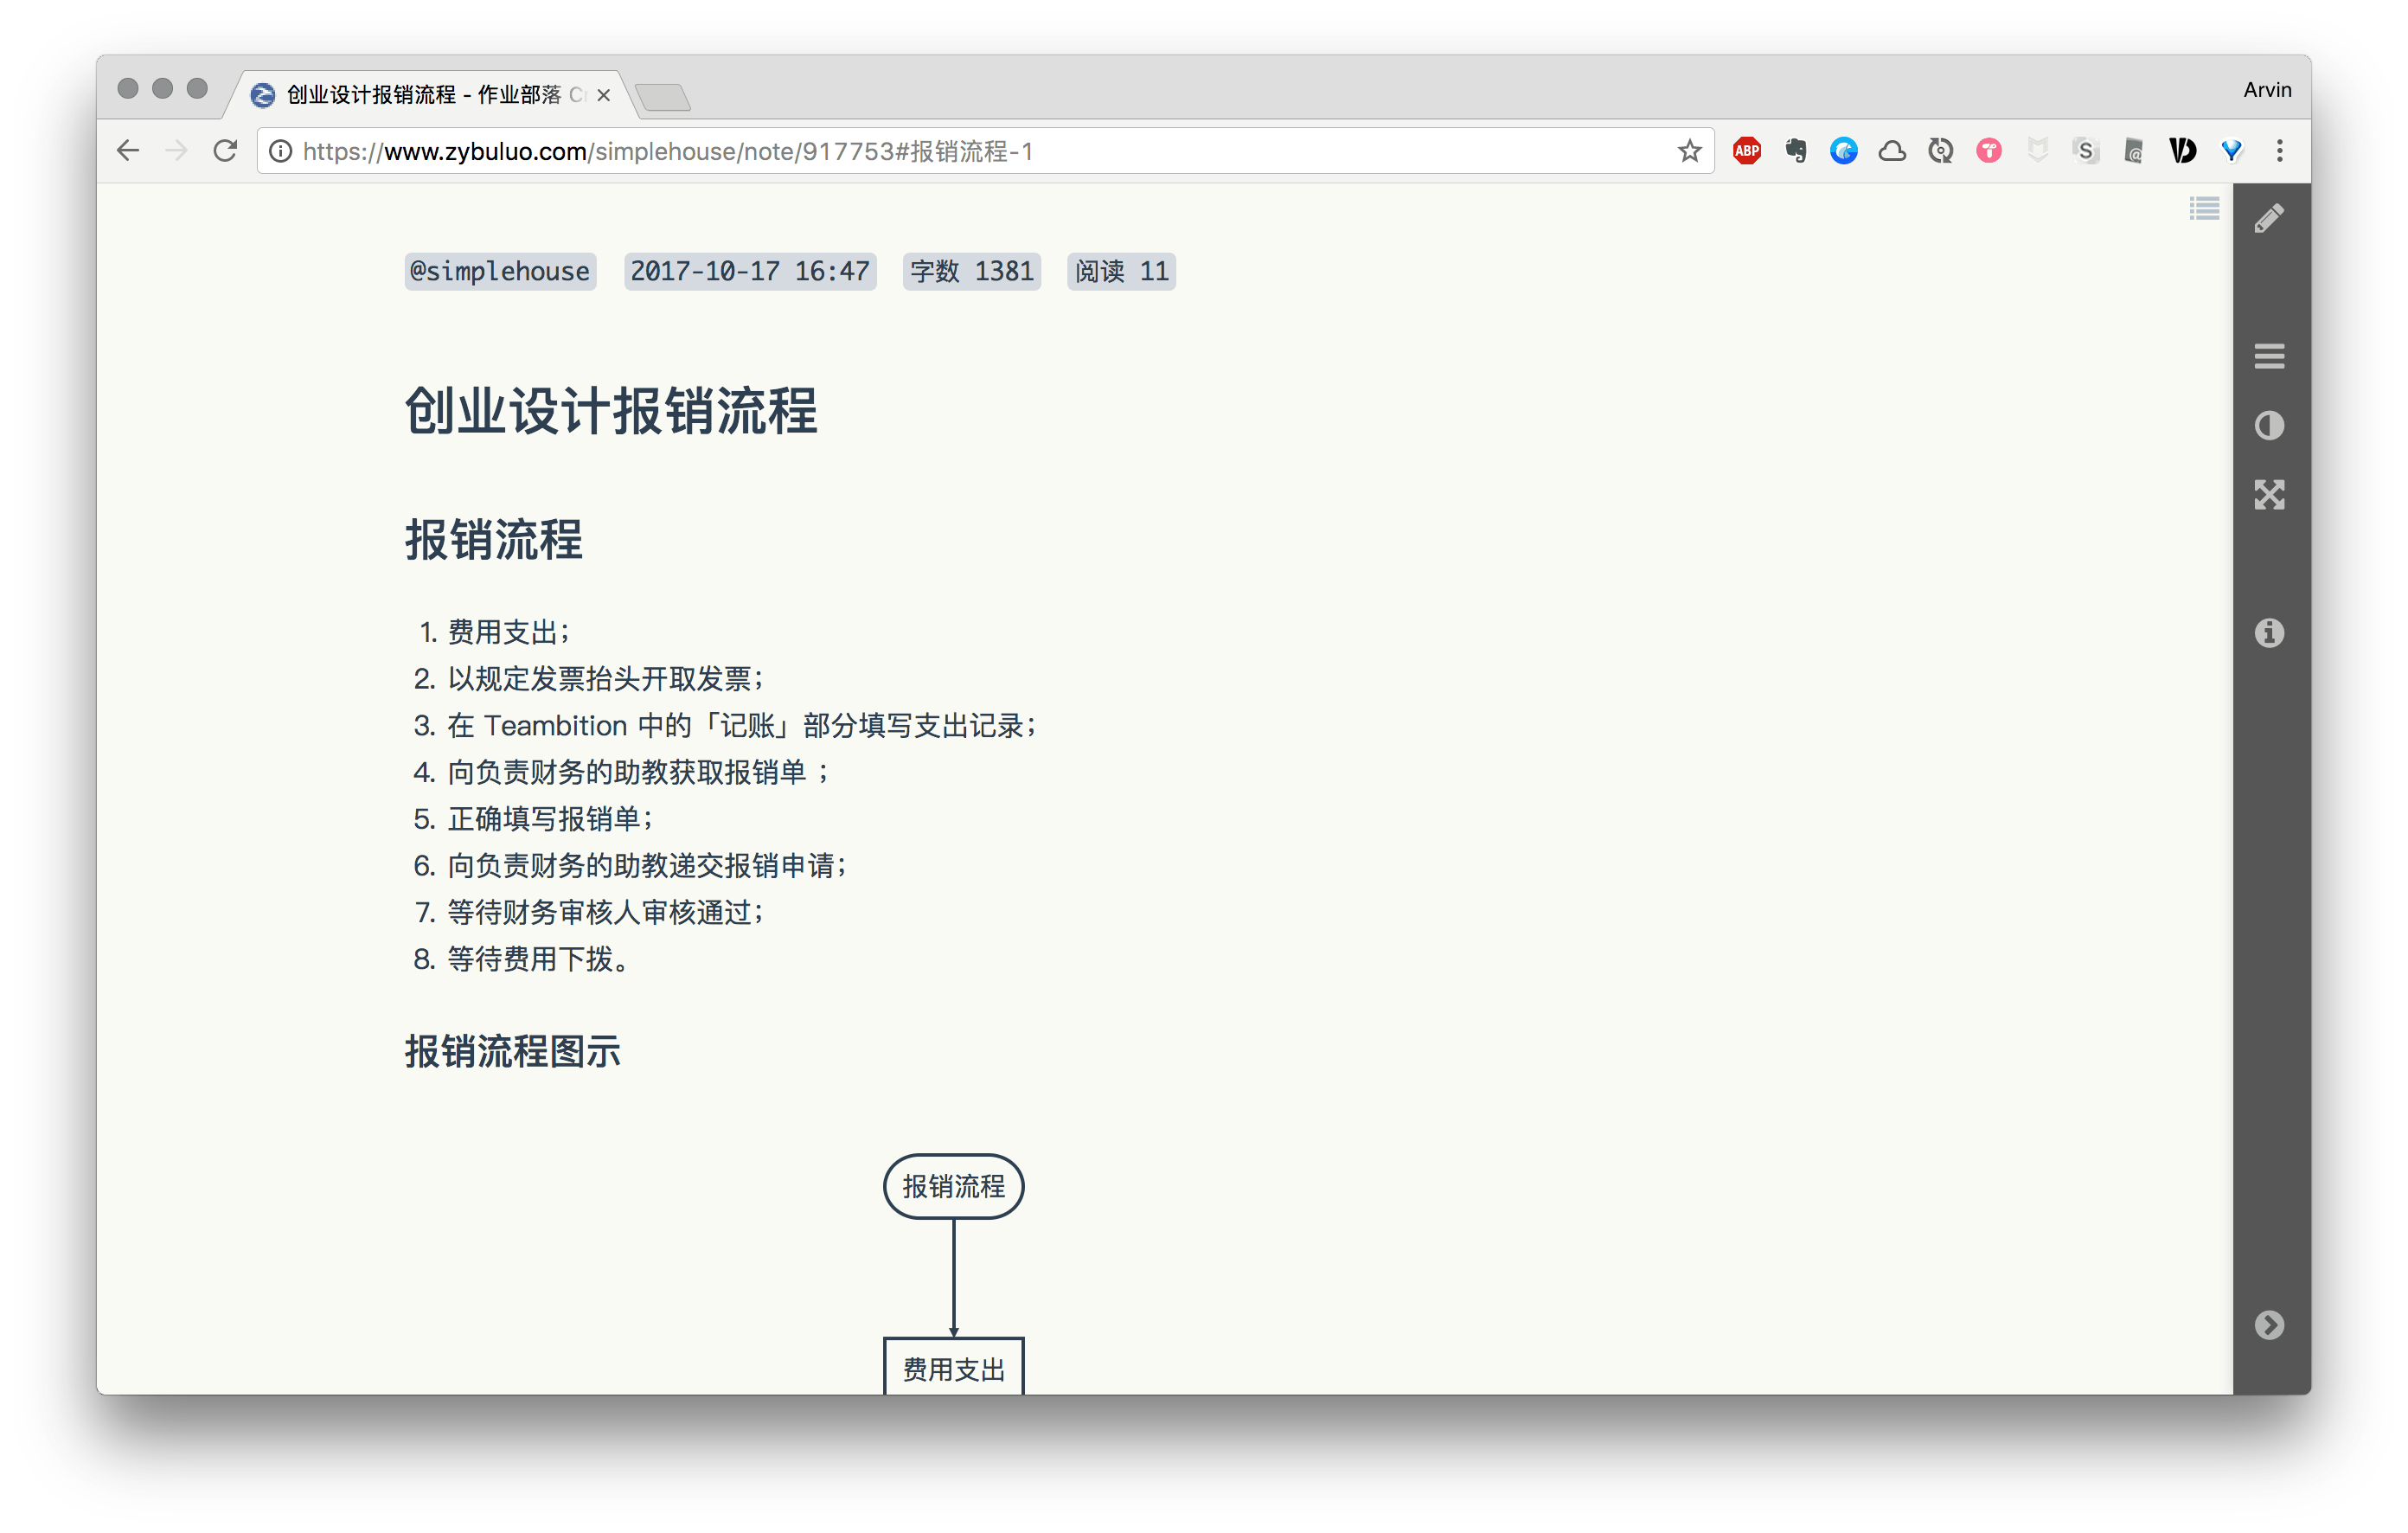 创业设计报销流程 - 作业部落
Arvin
https://www.zybuluo.com/simplehouse/note/917753#报销流程-1
ABP
@simplehouse 2017-10-17 16:47 字数 1381 阅读 11
创业设计报销流程
报销流程
1. 费用支出；
2. 以规定发票抬头开取发票；
3. 在 Teambition 中的「记账」部分填写支出记录；
4. 向负责财务的助教获取报销单 ；
5. 正确填写报销单；
6. 向负责财务的助教递交报销申请；
7. 等待财务审核人审核通过；
8. 等待费用下拨。
报销流程图示
报销流程
费用支出